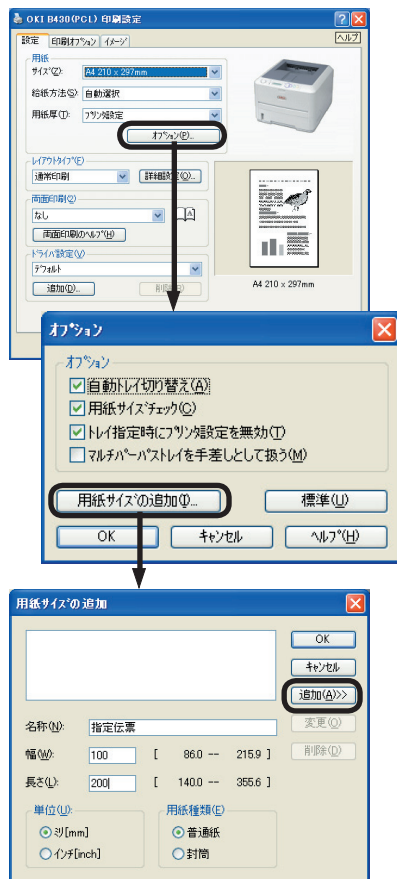 OKI B430(PCL) 印刷設定
設定 印刷オプション イメージ ヘルプ
用紙
サイズ(Z): A4 210 x 297mm
給紙方法(S): 自動選択
用紙厚(T): プリンタ設定
オプション(P)...
レイアウトタイプ(E)
通常印刷 詳細設定(O)...
両面印刷(2)
なし
両面印刷のヘルプ(H)
ドライバ設定(V)
デフォルト
追加(D)... 削除(R)
A4 210 x 297mm
オプション
オプション
自動トレイ切り替え(A)
用紙サイズチェック(C)
トレイ指定時にプリンタ設定を無効(T)
マルチパーパストレイを手差しとして扱う(M)
用紙サイズの追加(I)... 標準(U)
OK キャンセル ヘルプ(H)
用紙サイズの追加
OK
キャンセル
追加(A)>>
名称(N): 指定伝票 変更(O)
幅(W): 100 [ 86.0 -- 215.9 ] 削除(D)
長さ(L): 200 [ 140.0 -- 355.6 ]
単位(U): 用紙種類(E)
ミリ[mm] 普通紙
インチ[inch] 封筒